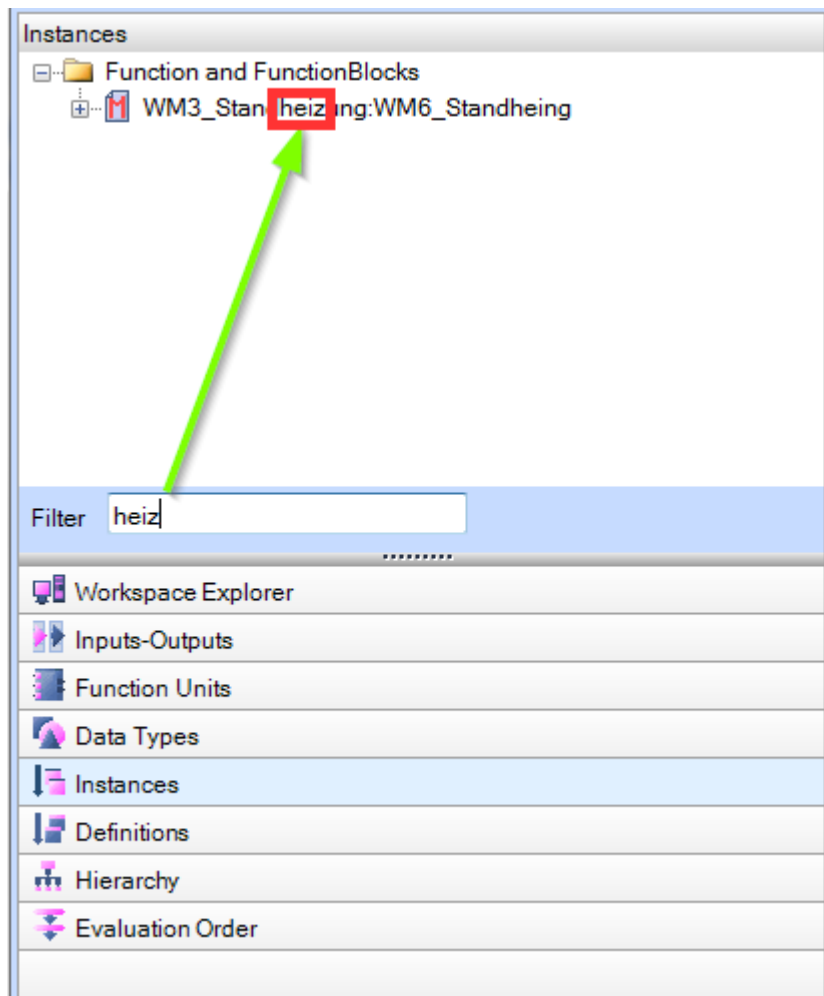 Instances
Function and FunctionBlocks
WM3_Standheizung:WM6_Standheing
Filter heiz
Workspace Explorer
Inputs-Outputs
Function Units
Data Types
Instances
Definitions
Hierarchy
Evaluation Order